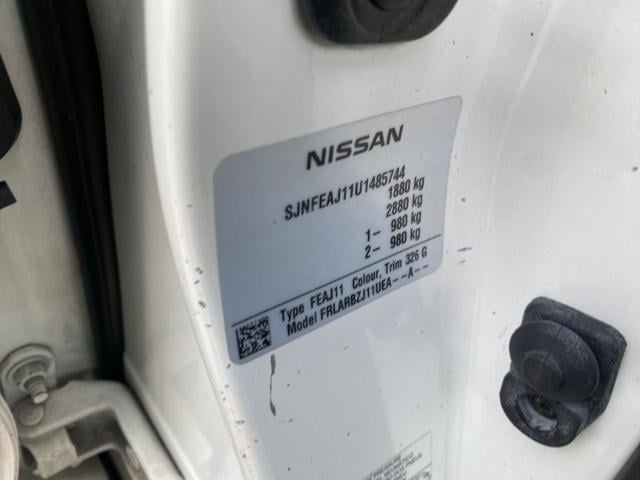 NISSAN
SJNFEAJ11U1485744
1880 kg
2880 kg
1- 980 kg
2- 980 kg
Type FEAJ11 Colour, Trim 326 G
Model FRLARBZJ11UEA--A--
PRESSURE